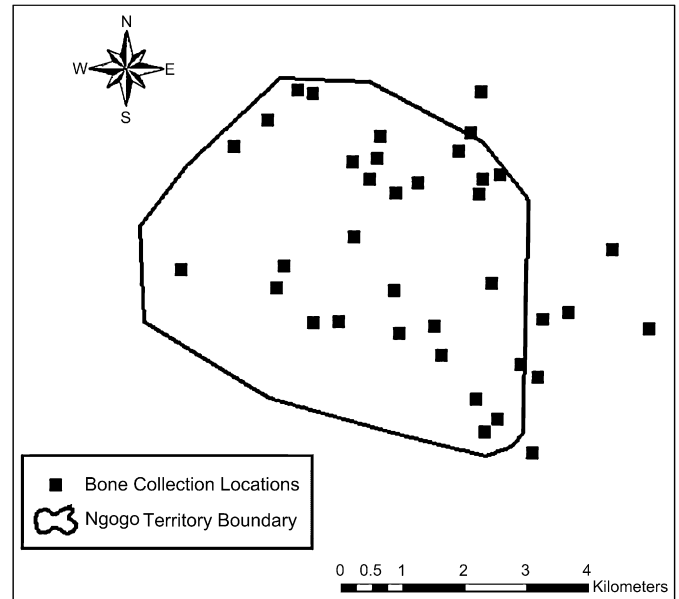 N
W E
S
Bone Collection Locations
Ngogo Territory Boundary
0 0.5 1 2 3 4
Kilometers